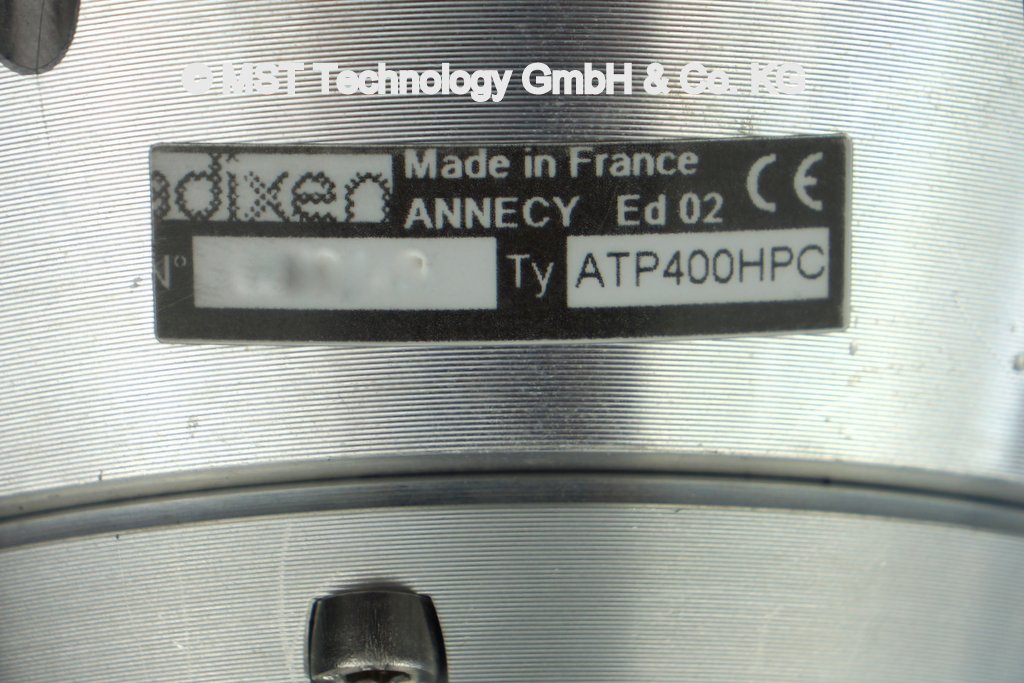 © MST Technology GmbH & Co. KG
adixen Made in France CE
ANNECY Ed 02
N° Ty ATP400HPC